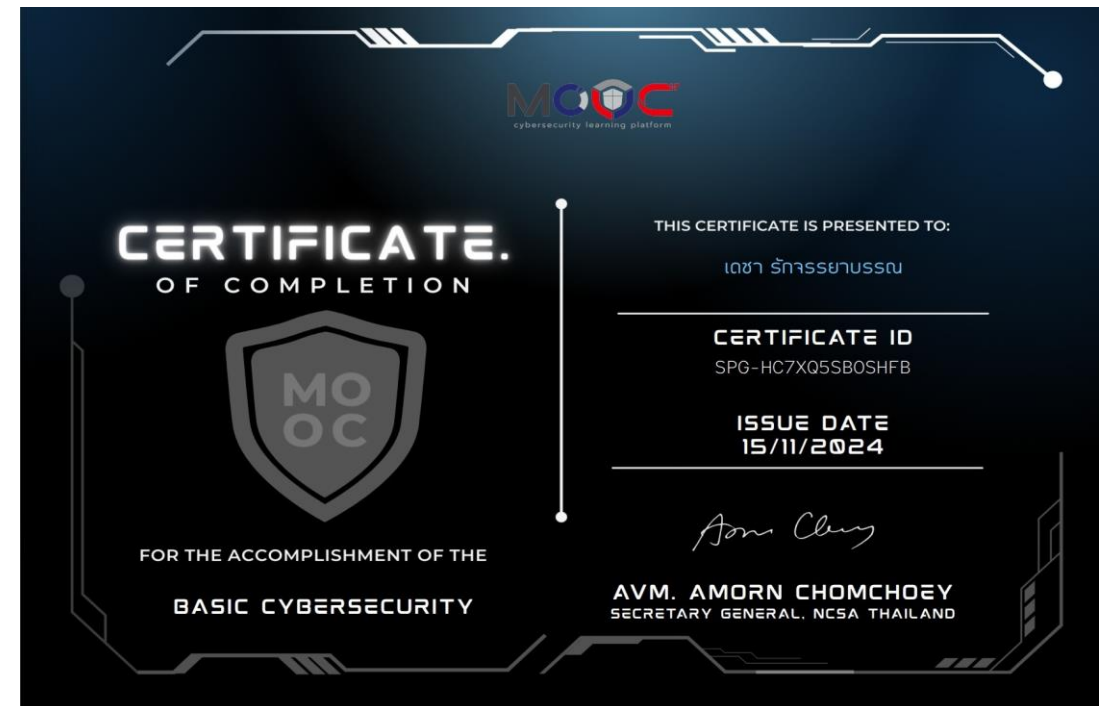 MOOC
cybersecurity learning platform
CERTIFICATE.
OF COMPLETION
MO
OC
FOR THE ACCOMPLISHMENT OF THE
BASIC CYBERSECURITY
THIS CERTIFICATE IS PRESENTED TO:
เดชา รักจรรยาบรรณ
CERTIFICATE ID
SPG-HC7XQ5SBOSHFB
ISSUE DATE
15/11/2024
AVM. AMORN CHOMCHOEY
SECRETARY GENERAL, NCSA THAILAND